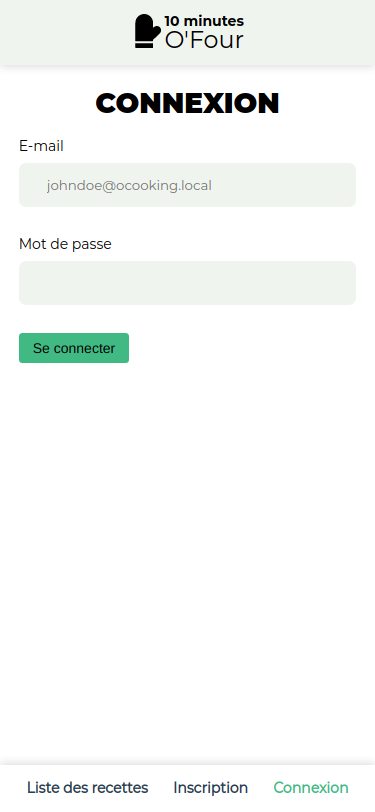 10 minutes
O'Four
CONNEXION
E-mail
johndoe@ocooking.local
Mot de passe
Se connecter
Liste des recettes Inscription Connexion